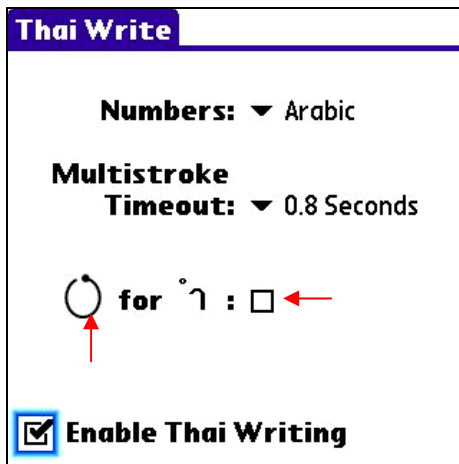 Thai Write
Numbers: Arabic
Multistroke
Timeout: 0.8 Seconds
for ำ :
Enable Thai Writing